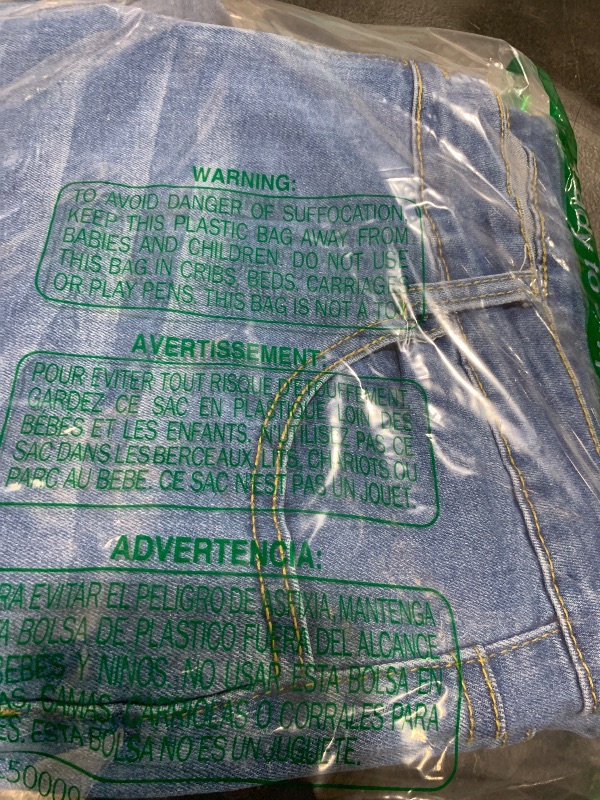 WARNING:
TO AVOID DANGER OF SUFFOCATION
KEEP THIS PLASTIC BAG AWAY FROM
BABIES AND CHILDREN. DO NOT USE
THIS BAG IN CRIBS, BEDS, CARRIAGES
OR PLAY PENS. THIS BAG IS NOT A TOY
AVERTISSEMENT:
POUR EVITER TOUT RISQUE D'ETOUFFEMENT,
GARDEZ CE SAC EN PLASTIQUE LOIN DES
BEBES ET LES ENFANTS. N'UTILISEZ PAS CE
SAC DANS LES BERCEAUX, LITS, CHARIOTS OU
PARC AU BEBE. CE SAC N'EST PAS UN JOUET.
ADVERTENCIA:
RA EVITAR EL PELIGRO DE ASFIXIA, MANTENGA
A BOLSA DE PLASTICO FUERA DEL ALCANCE
BEBES Y NINOS. NO USAR ESTA BOLSA EN
AS, CAMAS, CARRIOLAS O CORRALES PARA
ES. ESTA BOLSA NO ES UN JUGUETE.